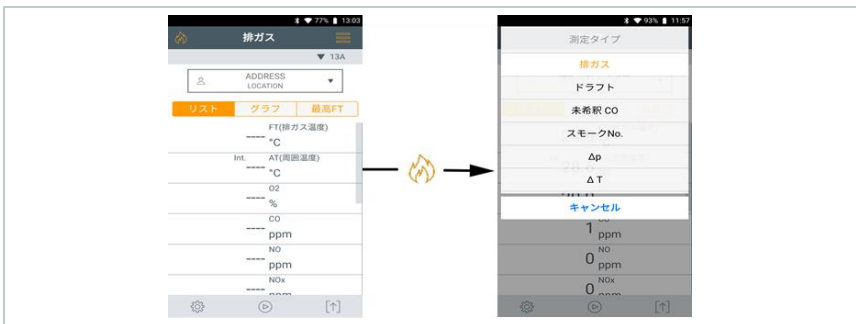 77% 13:03
排ガス
13A
ADDRESS
LOCATION
リスト グラフ 最高FT
FT(排ガス温度)
---- °C
Int. AT(周囲温度)
---- °C
O2
---- %
CO
---- ppm
NO
---- ppm
NOx
---- ppm
93% 11:57
測定タイプ
排ガス
ドラフト
未希釈 CO
スモークNo.
Δp
Δ T
キャンセル
1 ppm
NO
0 ppm
NOx
0 ppm